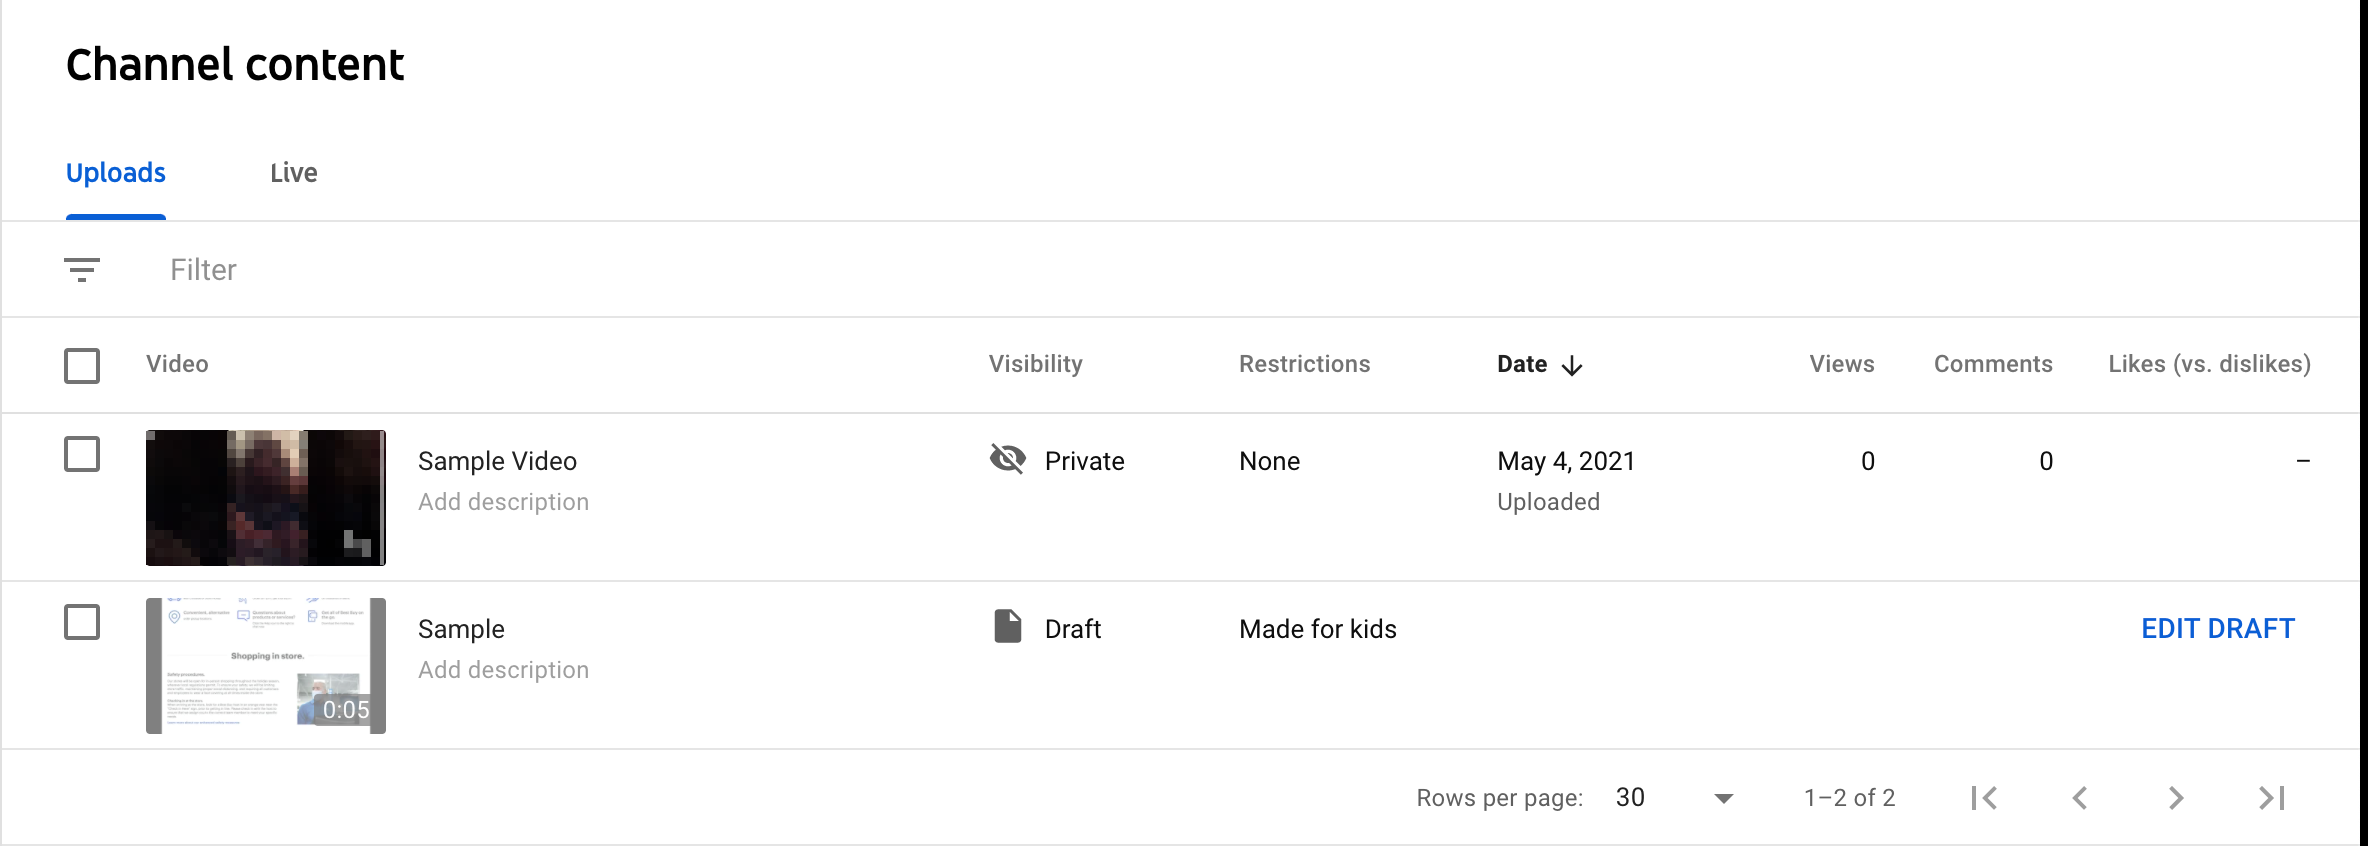 Channel content
Uploads Live
Filter
Video Visibility Restrictions Date Views Comments Likes (vs. dislikes)
Sample Video Private None May 4, 2021 0 0 –
Add description Uploaded
Shopping in store.
0:05
Sample Draft Made for kids EDIT DRAFT
Add description
Rows per page: 30 1–2 of 2